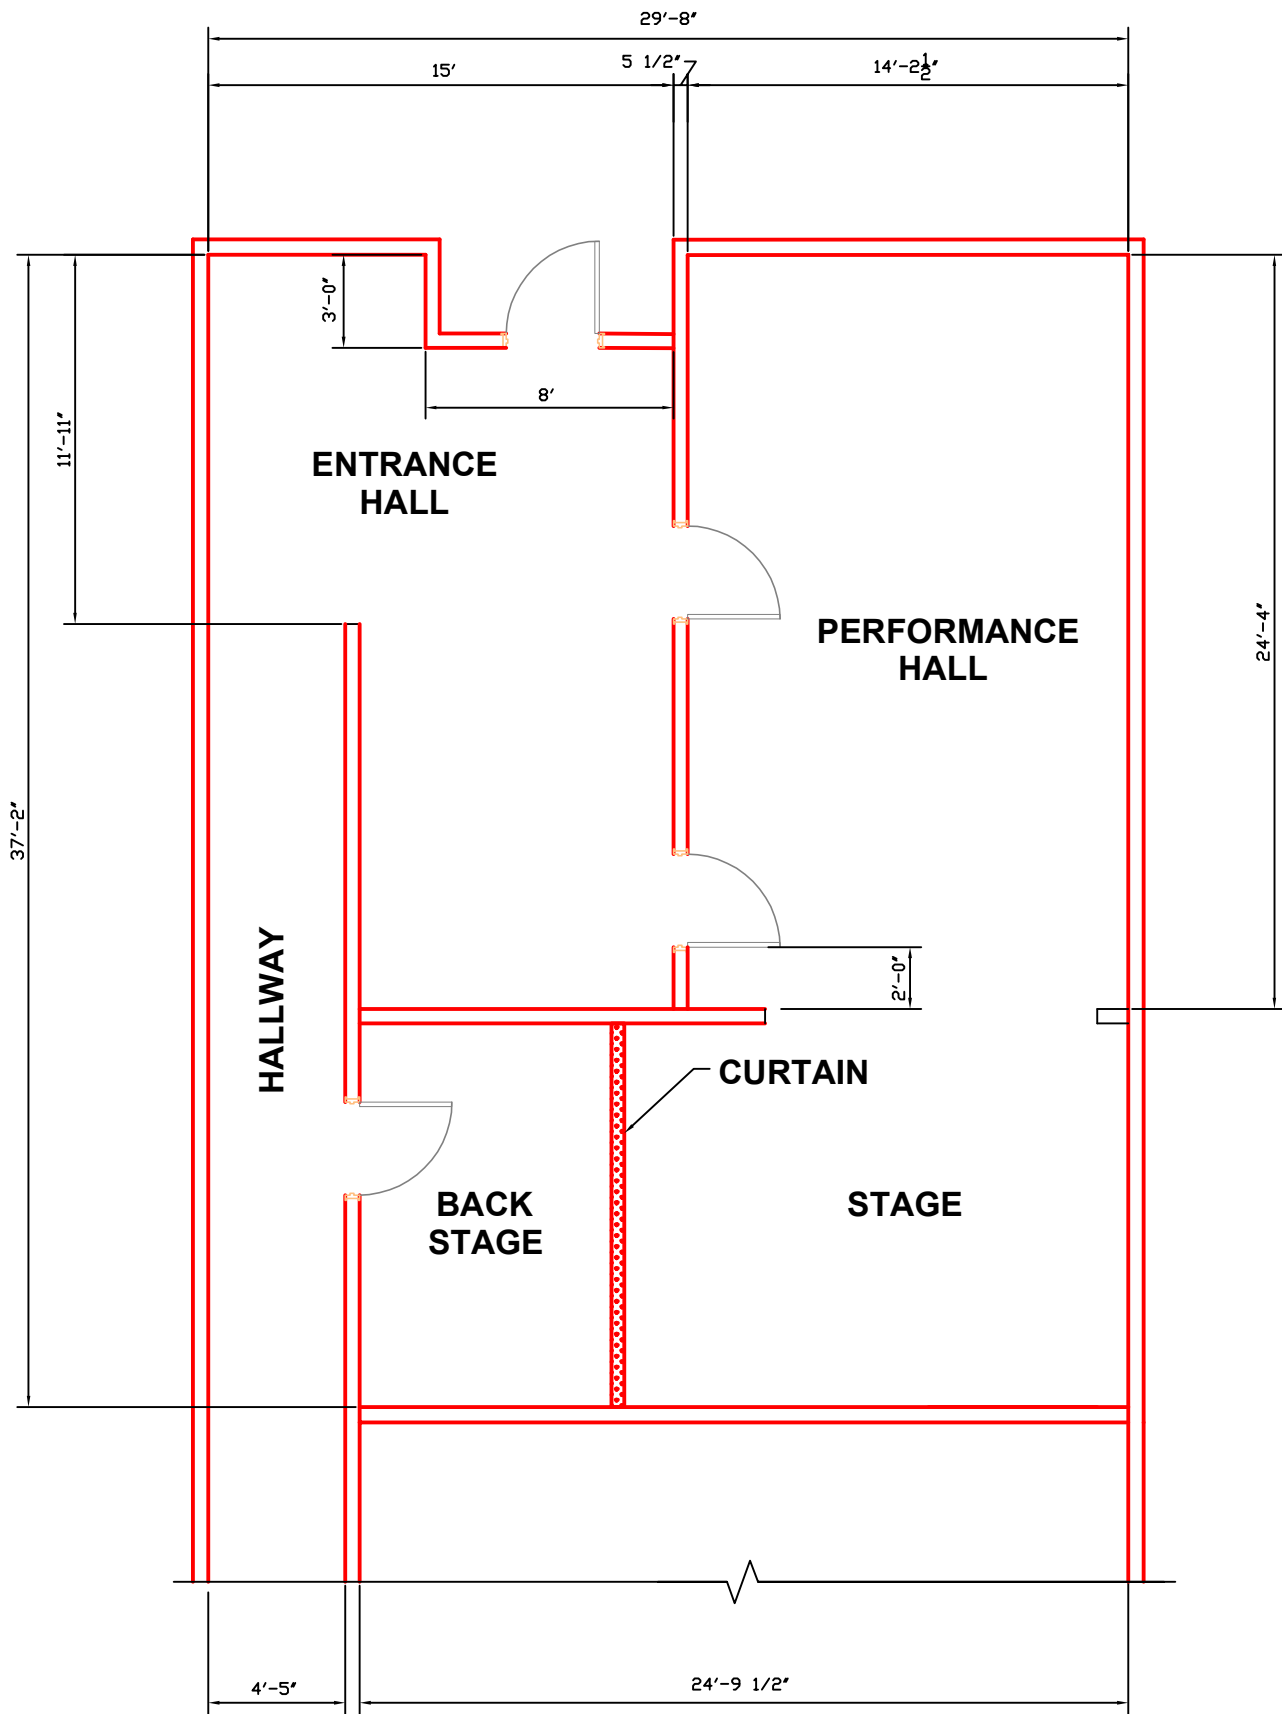 29'-8"
15'
5 1/2"
14'-2½"
3'-0"
8'
11'-11"
ENTRANCE
HALL
PERFORMANCE
HALL
24'-4"
37'-2"
HALLWAY
2'-0"
CURTAIN
BACK
STAGE
STAGE
4'-5"
24'-9 1/2"